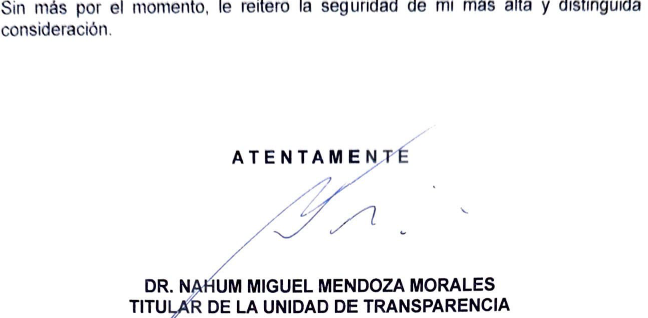 Sin más por el momento, le reitero la seguridad de mi más alta y distinguida
consideración.
ATENTAMENTE
DR. NAHUM MIGUEL MENDOZA MORALES
TITULAR DE LA UNIDAD DE TRANSPARENCIA